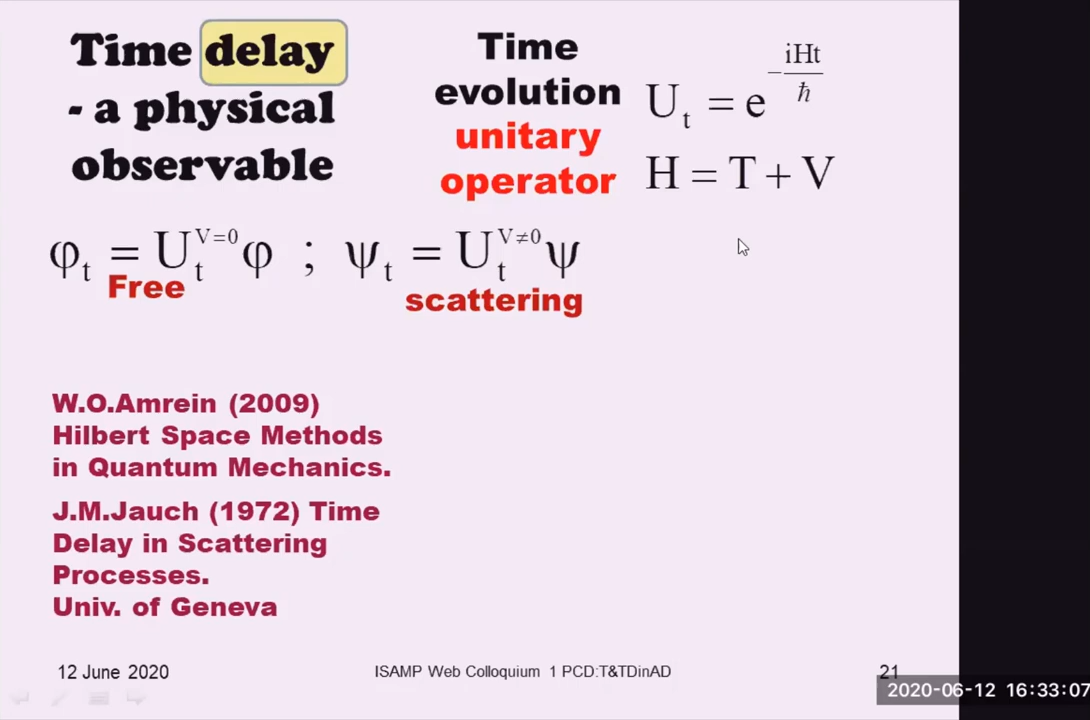 Time delay
- a physical
observable
Time
evolution
unitary
operator
U_t = e^{-\frac{iHt}{ħ}}
H = T + V
φ_t = U_t^{V=0} φ ; ψ_t = U_t^{V≠0} ψ
Free
scattering
W.O.Amrein (2009)
Hilbert Space Methods
in Quantum Mechanics.
J.M.Jauch (1972) Time
Delay in Scattering
Processes.
Univ. of Geneva
12 June 2020
ISAMP Web Colloquium 1 PCD:T&TDinAD
21
2020-06-12 16:33:07